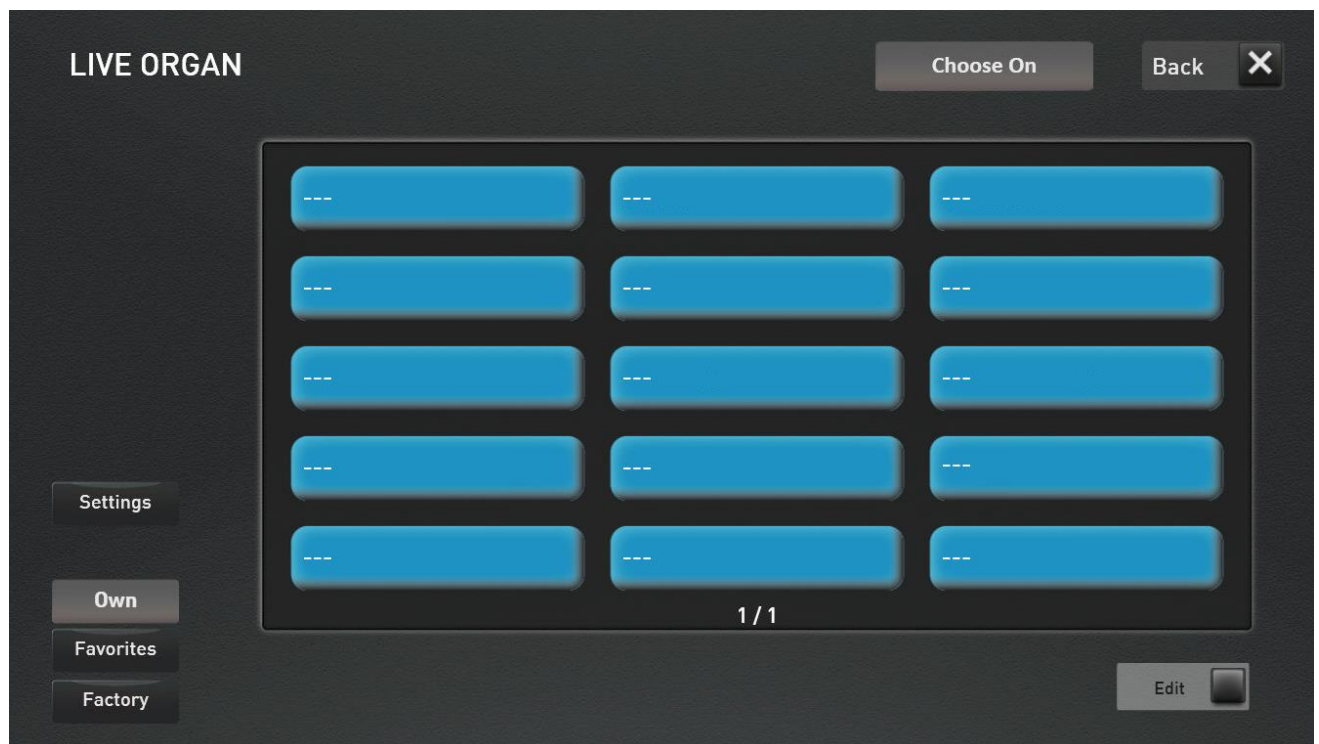 LIVE ORGAN
Choose On
Back
--- --- ---
--- --- ---
--- --- ---
--- --- ---
--- --- ---
1 / 1
Settings
Own
Favorites
Factory
Edit